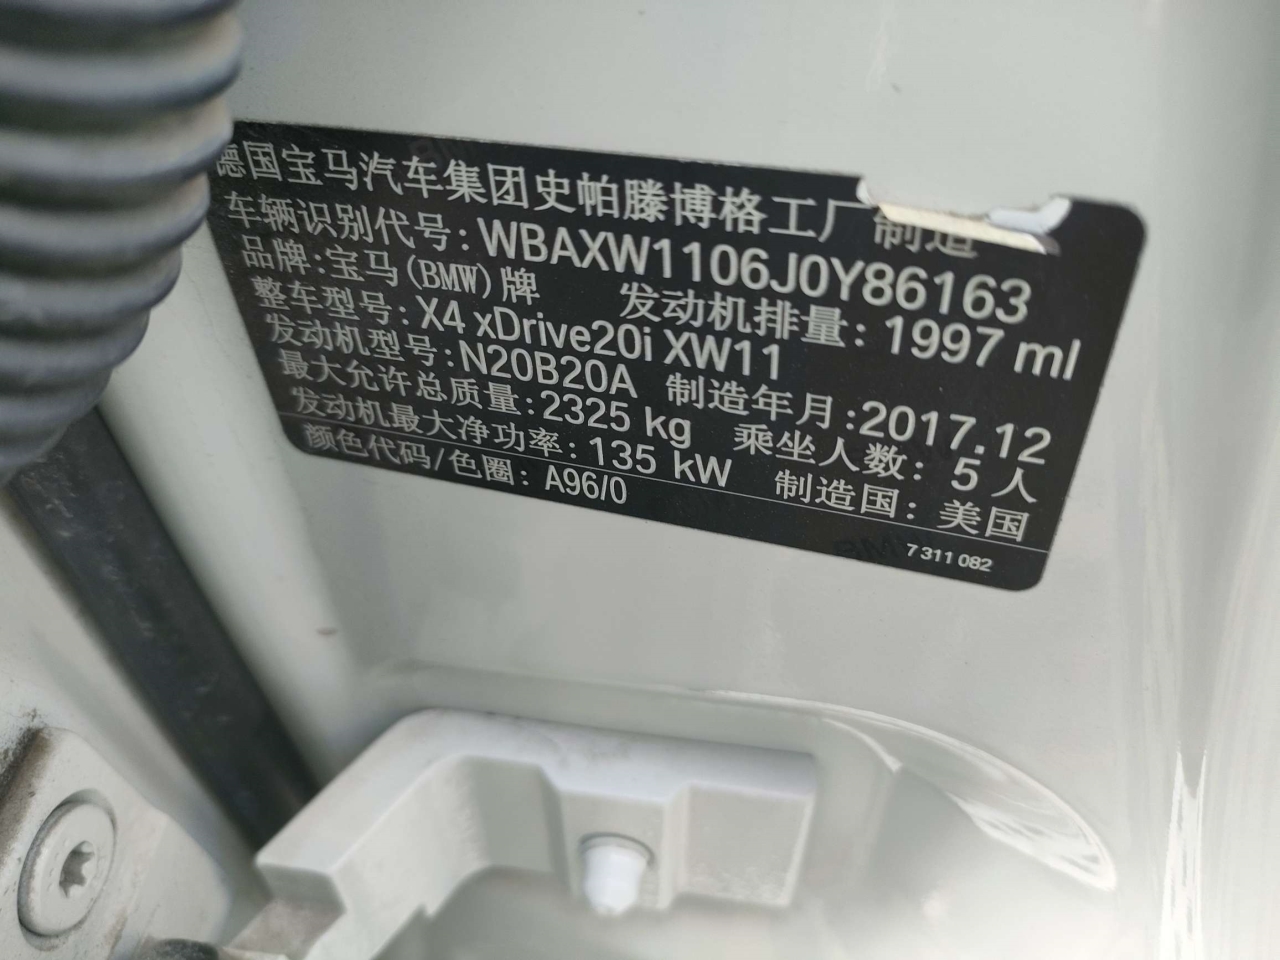 德国宝马汽车集团史帕滕博格工厂 制造
车辆识别代号: WBAXW1106J0Y86163
品牌: 宝马(BMW)牌 发动机排量: 1997 ml
整车型号: X4 xDrive20i XW11
发动机型号: N20B20A 制造年月: 2017.12
最大允许总质量: 2325 kg 乘坐人数: 5 人
发动机最大净功率: 135 kW 制造国: 美国
颜色代码/色圈: A96/0
7 311 082